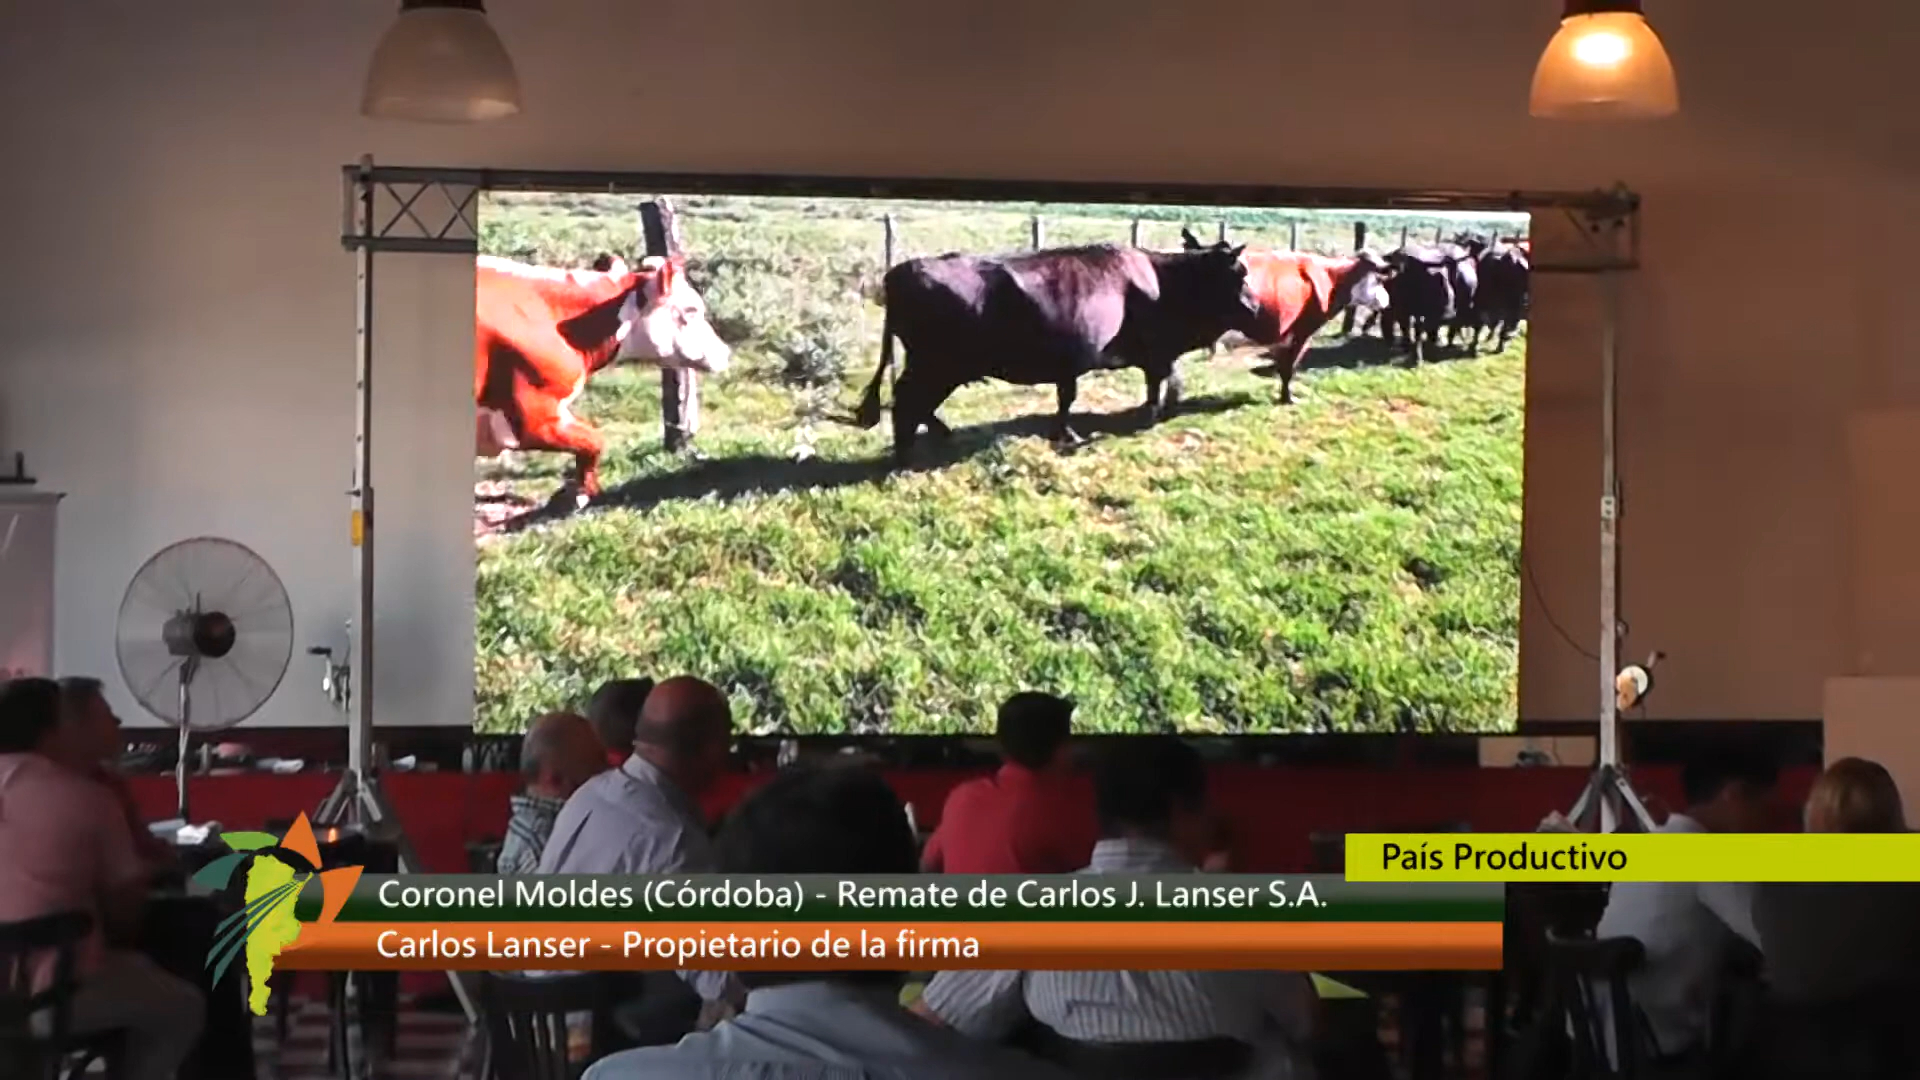 País Productivo
Coronel Moldes (Córdoba) - Remate de Carlos J. Lanser S.A.
Carlos Lanser - Propietario de la firma